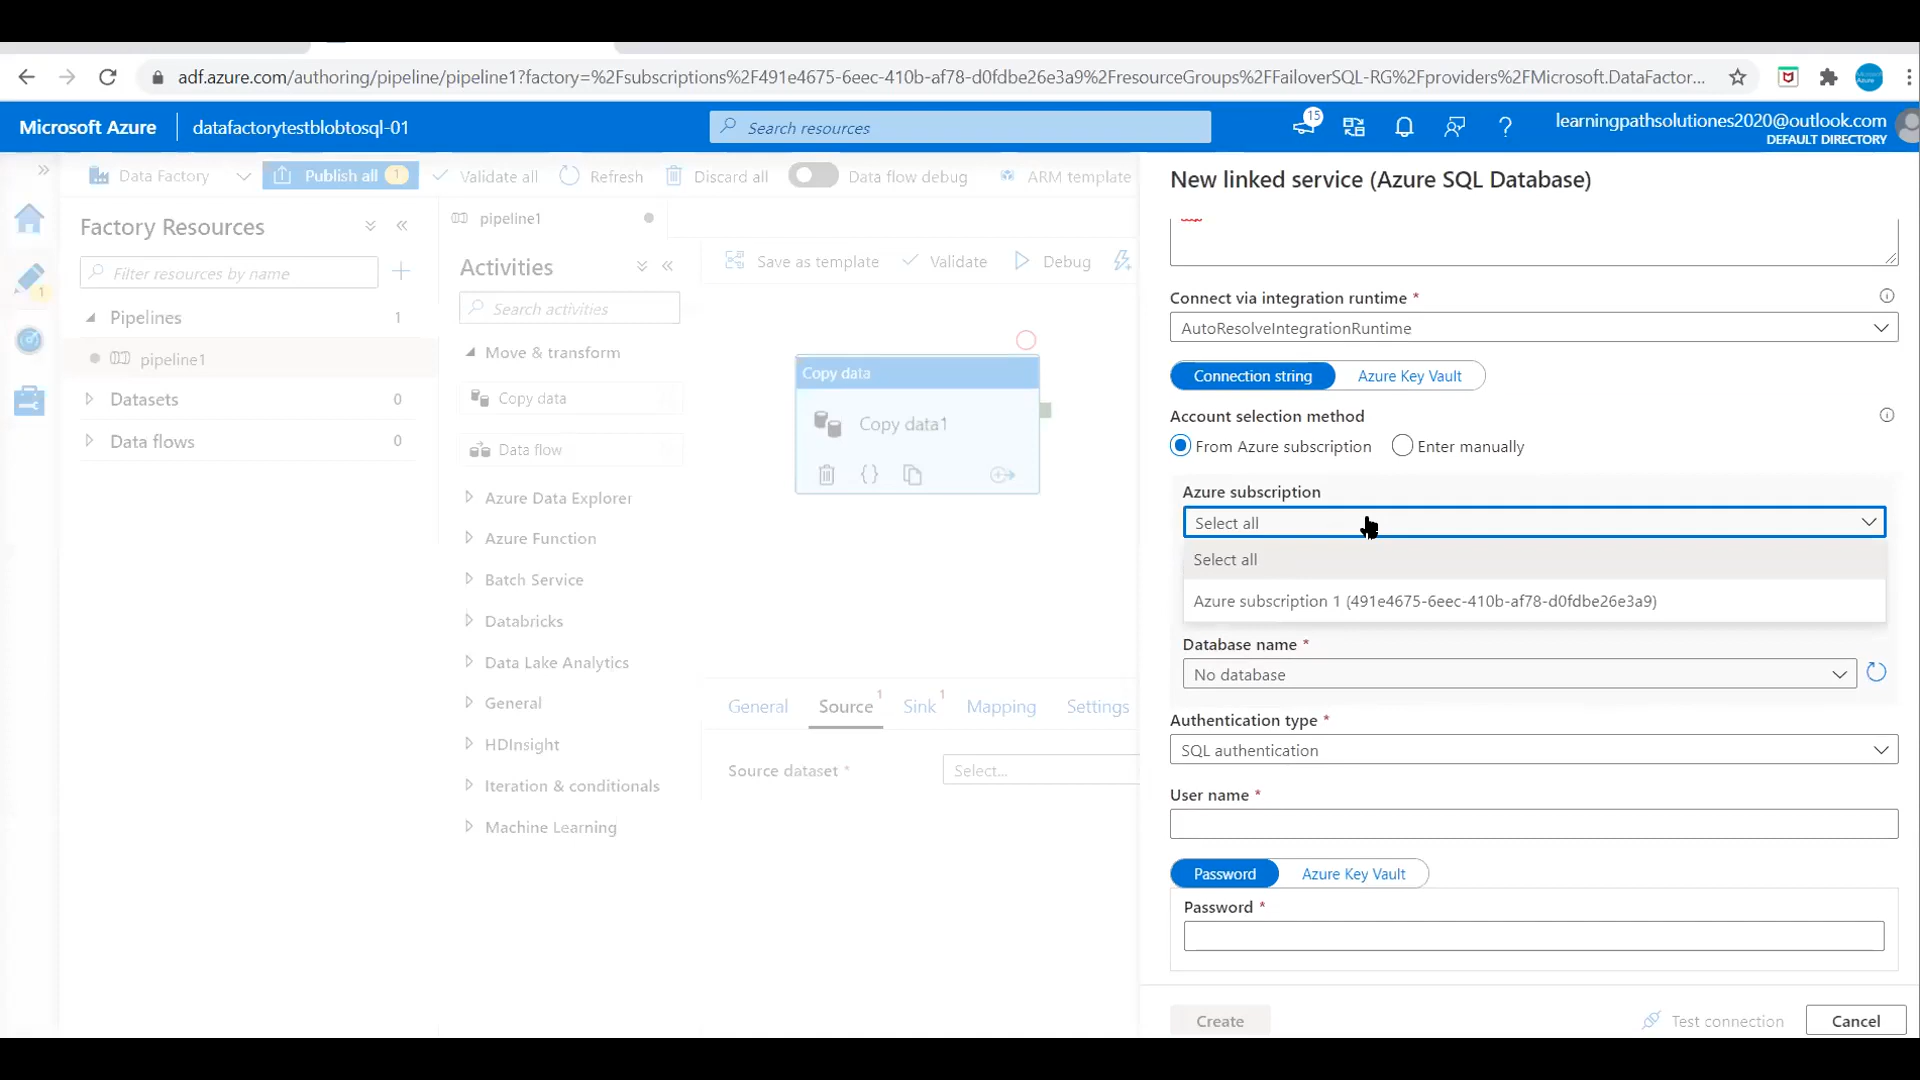 adf.azure.com/authoring/pipeline/pipeline1?factory=%2Fsubscriptions%2F491e4675-6eec-410b-af78-d0fdbe26e3a9%2FresourceGroups%2FFailoverSQL-RG%2Fproviders%2FMicrosoft.DataFactor...
Microsoft Azure
datafactorytestblobtosql-01
Search resources
15
learningpathsolutiones2020@outlook.com
DEFAULT DIRECTORY
Data Factory
Publish all 1
Validate all
Refresh
Discard all
Data flow debug
ARM template
New linked service (Azure SQL Database)
Factory Resources
Filter resources by name
1
Pipelines 1
pipeline1
Datasets 0
Data flows 0
pipeline1
Activities
Search activities
Move & transform
Copy data
Data flow
Azure Data Explorer
Azure Function
Batch Service
Databricks
Data Lake Analytics
General
HDInsight
Iteration & conditionals
Machine Learning
Save as template
Validate
Debug
Copy data
Copy data1
General
Source 1
Sink 1
Mapping
Settings
Source dataset *
Select...
Connect via integration runtime *
AutoResolveIntegrationRuntime
Connection string
Azure Key Vault
Account selection method
From Azure subscription
Enter manually
Azure subscription
Select all
Select all
Azure subscription 1 (491e4675-6eec-410b-af78-d0fdbe26e3a9)
Database name *
No database
Authentication type *
SQL authentication
User name *
Password
Azure Key Vault
Password *
Create
Test connection
Cancel